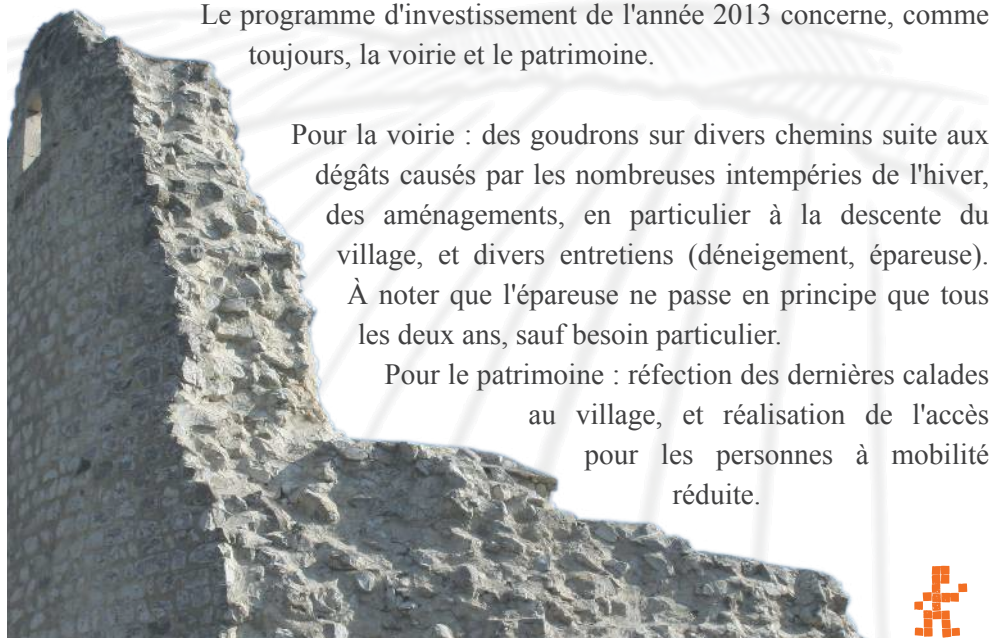 Le programme d'investissement de l'année 2013 concerne, comme
toujours, la voirie et le patrimoine.
Pour la voirie : des goudrons sur divers chemins suite aux
dégâts causés par les nombreuses intempéries de l'hiver,
des aménagements, en particulier à la descente du
village, et divers entretiens (déneigement, épareuse).
À noter que l'épareuse ne passe en principe que tous
les deux ans, sauf besoin particulier.
Pour le patrimoine : réfection des dernières calades
au village, et réalisation de l'accès
pour les personnes à mobilité
réduite.